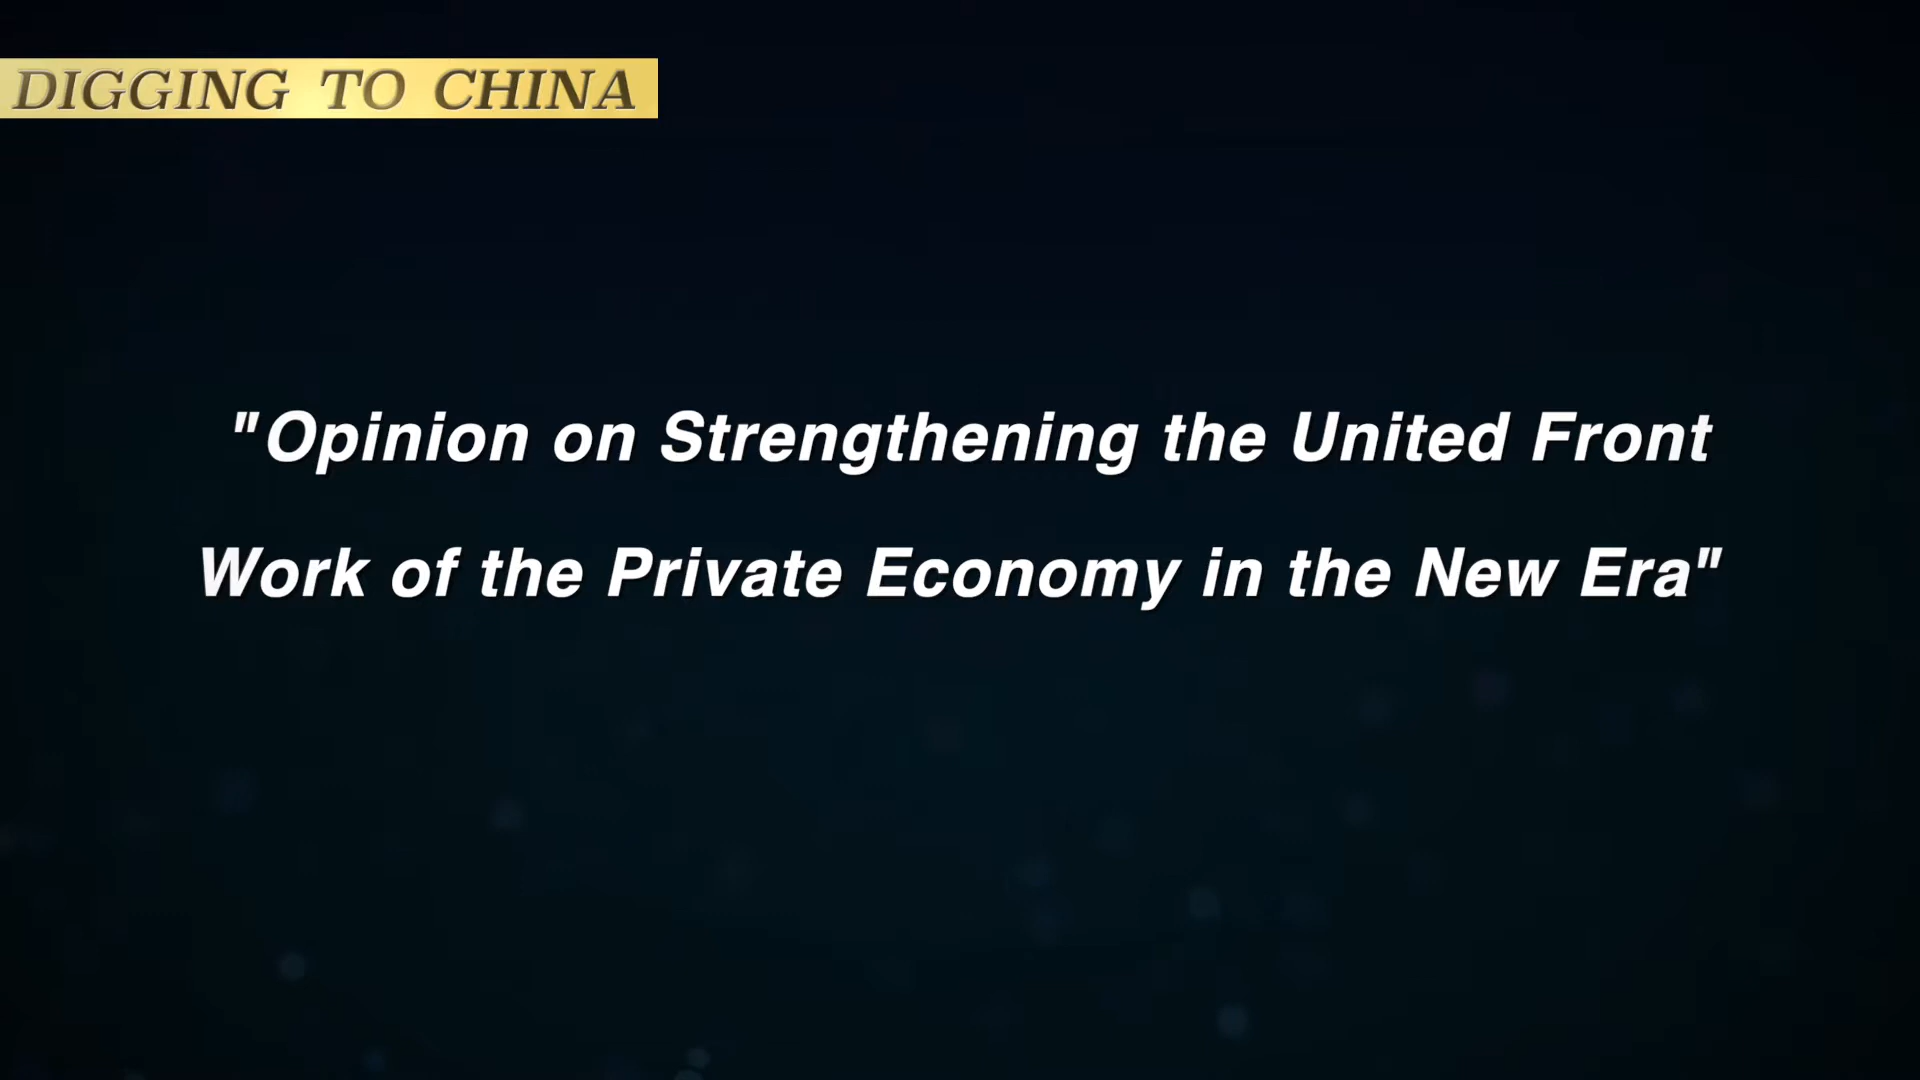 DIGGING TO CHINA
"Opinion on Strengthening the United Front
Work of the Private Economy in the New Era"